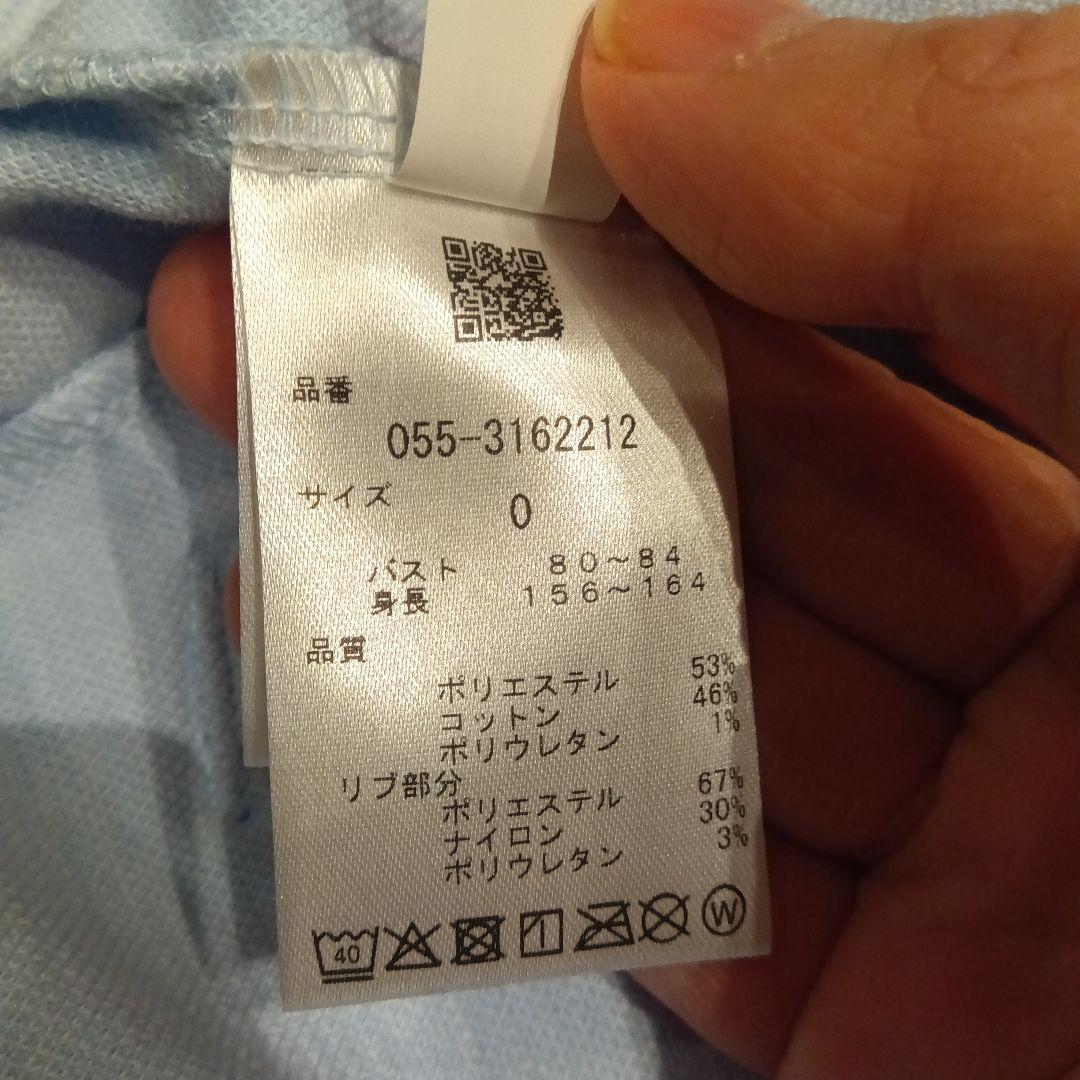 品番
055-3162212
サイズ 0
バスト 80～84
身長 156～164
品質
ポリエステル 53%
コットン 46%
ポリウレタン 1%
リブ部分
ポリエステル 67%
ナイロン 30%
ポリウレタン 3%
40 W